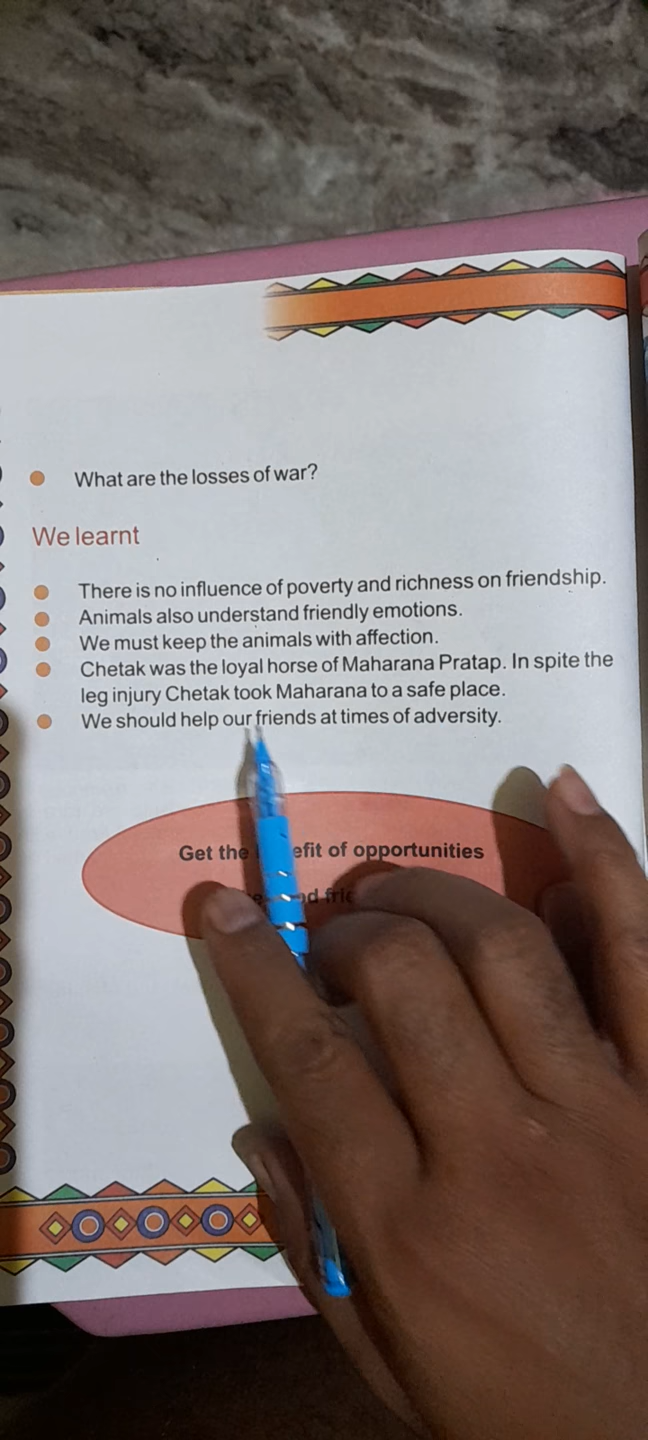 What are the losses of war?
We learnt
There is no influence of poverty and richness on friendship.
Animals also understand friendly emotions.
We must keep the animals with affection.
Chetak was the loyal horse of Maharana Pratap. In spite the
leg injury Chetak took Maharana to a safe place.
We should help our friends at times of adversity.
Get the of opportunities